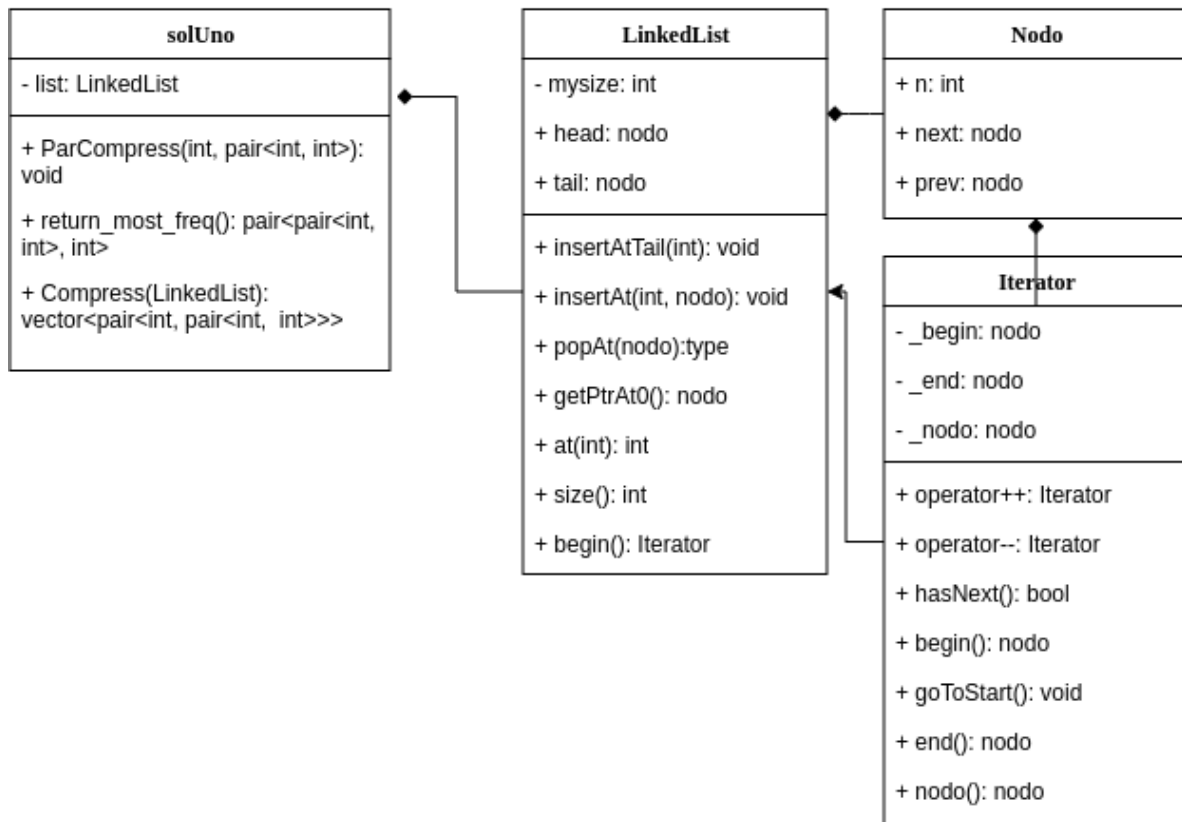 solUno
- list: LinkedList
+ ParCompress(int, pair<int, int>):
void
+ return_most_freq(): pair<pair<int,
int>, int>
+ Compress(LinkedList):
vector<pair<int, pair<int, int>>>
LinkedList
- mysize: int
+ head: nodo
+ tail: nodo
+ insertAtTail(int): void
+ insertAt(int, nodo): void
+ popAt(nodo):type
+ getPtrAt0(): nodo
+ at(int): int
+ size(): int
+ begin(): Iterator
Nodo
+ n: int
+ next: nodo
+ prev: nodo
Iterator
- _begin: nodo
- _end: nodo
- _nodo: nodo
+ operator++: Iterator
+ operator--: Iterator
+ hasNext(): bool
+ begin(): nodo
+ goToStart(): void
+ end(): nodo
+ nodo(): nodo